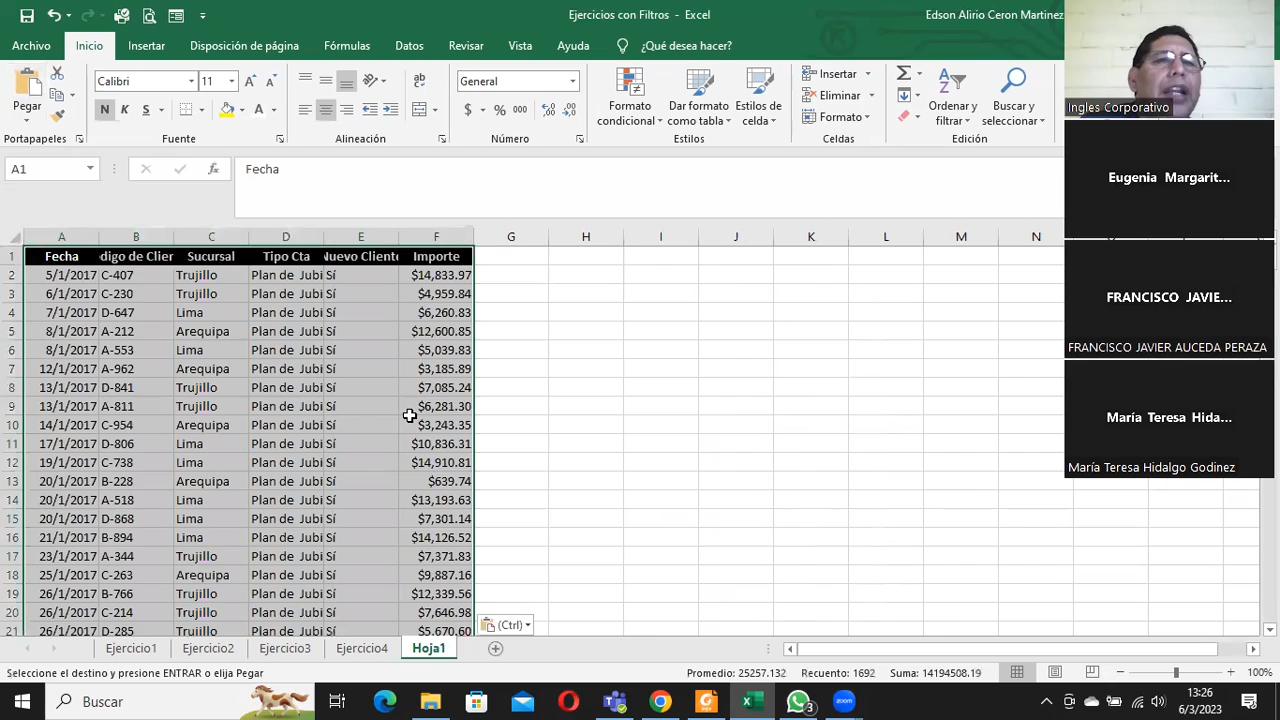 Ejercicios con Filtros - Excel
Edson Alirio Ceron Martinez
Archivo Inicio Insertar Disposición de página Fórmulas Datos Revisar Vista Ayuda ¿Qué desea hacer?
Pegar
Calibri 11
N K S
ab
General
$ % 000
Formato condicional
Dar formato como tabla
Estilos de celda
Insertar
Eliminar
Formato
Ordenar y filtrar
Buscar y seleccionar
Portapapeles Fuente Alineación Número Estilos Celdas Edición
A1 fx Fecha
A B C D E F G H I J K L M N
1 Fecha digo de Clier Sucursal Tipo Cta Nuevo Cliente Importe
2 5/1/2017 C-407 Trujillo Plan de Jubi Sí $14,833.97
3 6/1/2017 C-230 Trujillo Plan de Jubi Sí $4,959.84
4 7/1/2017 D-647 Lima Plan de Jubi Sí $6,260.83
5 8/1/2017 A-212 Arequipa Plan de Jubi Sí $12,600.85
6 8/1/2017 A-553 Lima Plan de Jubi Sí $5,039.83
7 12/1/2017 A-962 Arequipa Plan de Jubi Sí $3,185.89
8 13/1/2017 D-841 Trujillo Plan de Jubi Sí $7,085.24
9 13/1/2017 A-811 Trujillo Plan de Jubi Sí $6,281.30
10 14/1/2017 C-954 Arequipa Plan de Jubi Sí $3,243.35
11 17/1/2017 D-806 Lima Plan de Jubi Sí $10,836.31
12 19/1/2017 C-738 Lima Plan de Jubi Sí $14,910.81
13 20/1/2017 B-228 Arequipa Plan de Jubi Sí $639.74
14 20/1/2017 A-518 Lima Plan de Jubi Sí $13,193.63
15 20/1/2017 D-868 Lima Plan de Jubi Sí $7,301.14
16 21/1/2017 B-894 Lima Plan de Jubi Sí $14,126.52
17 23/1/2017 A-344 Trujillo Plan de Jubi Sí $7,371.83
18 25/1/2017 C-263 Arequipa Plan de Jubi Sí $9,887.16
19 26/1/2017 B-766 Trujillo Plan de Jubi Sí $12,339.56
20 26/1/2017 C-214 Trujillo Plan de Jubi Sí $7,646.98
21 26/1/2017 D-285 Trujillo Plan de Jubi Sí $5,670.60
(Ctrl)
Ejercicio1 Ejercicio2 Ejercicio3 Ejercicio4 Hoja1
Seleccione el destino y presione ENTRAR o elija Pegar Promedio: 25257.132 Recuento: 1692 Suma: 14194508.19 100%
Buscar
3
zoom
13:26
6/3/2023
Ingles Corporativo
Eugenia Margarit...
FRANCISCO JAVIE...
FRANCISCO JAVIER AUCEDA PERAZA
María Teresa Hida...
María Teresa Hidalgo Godinez